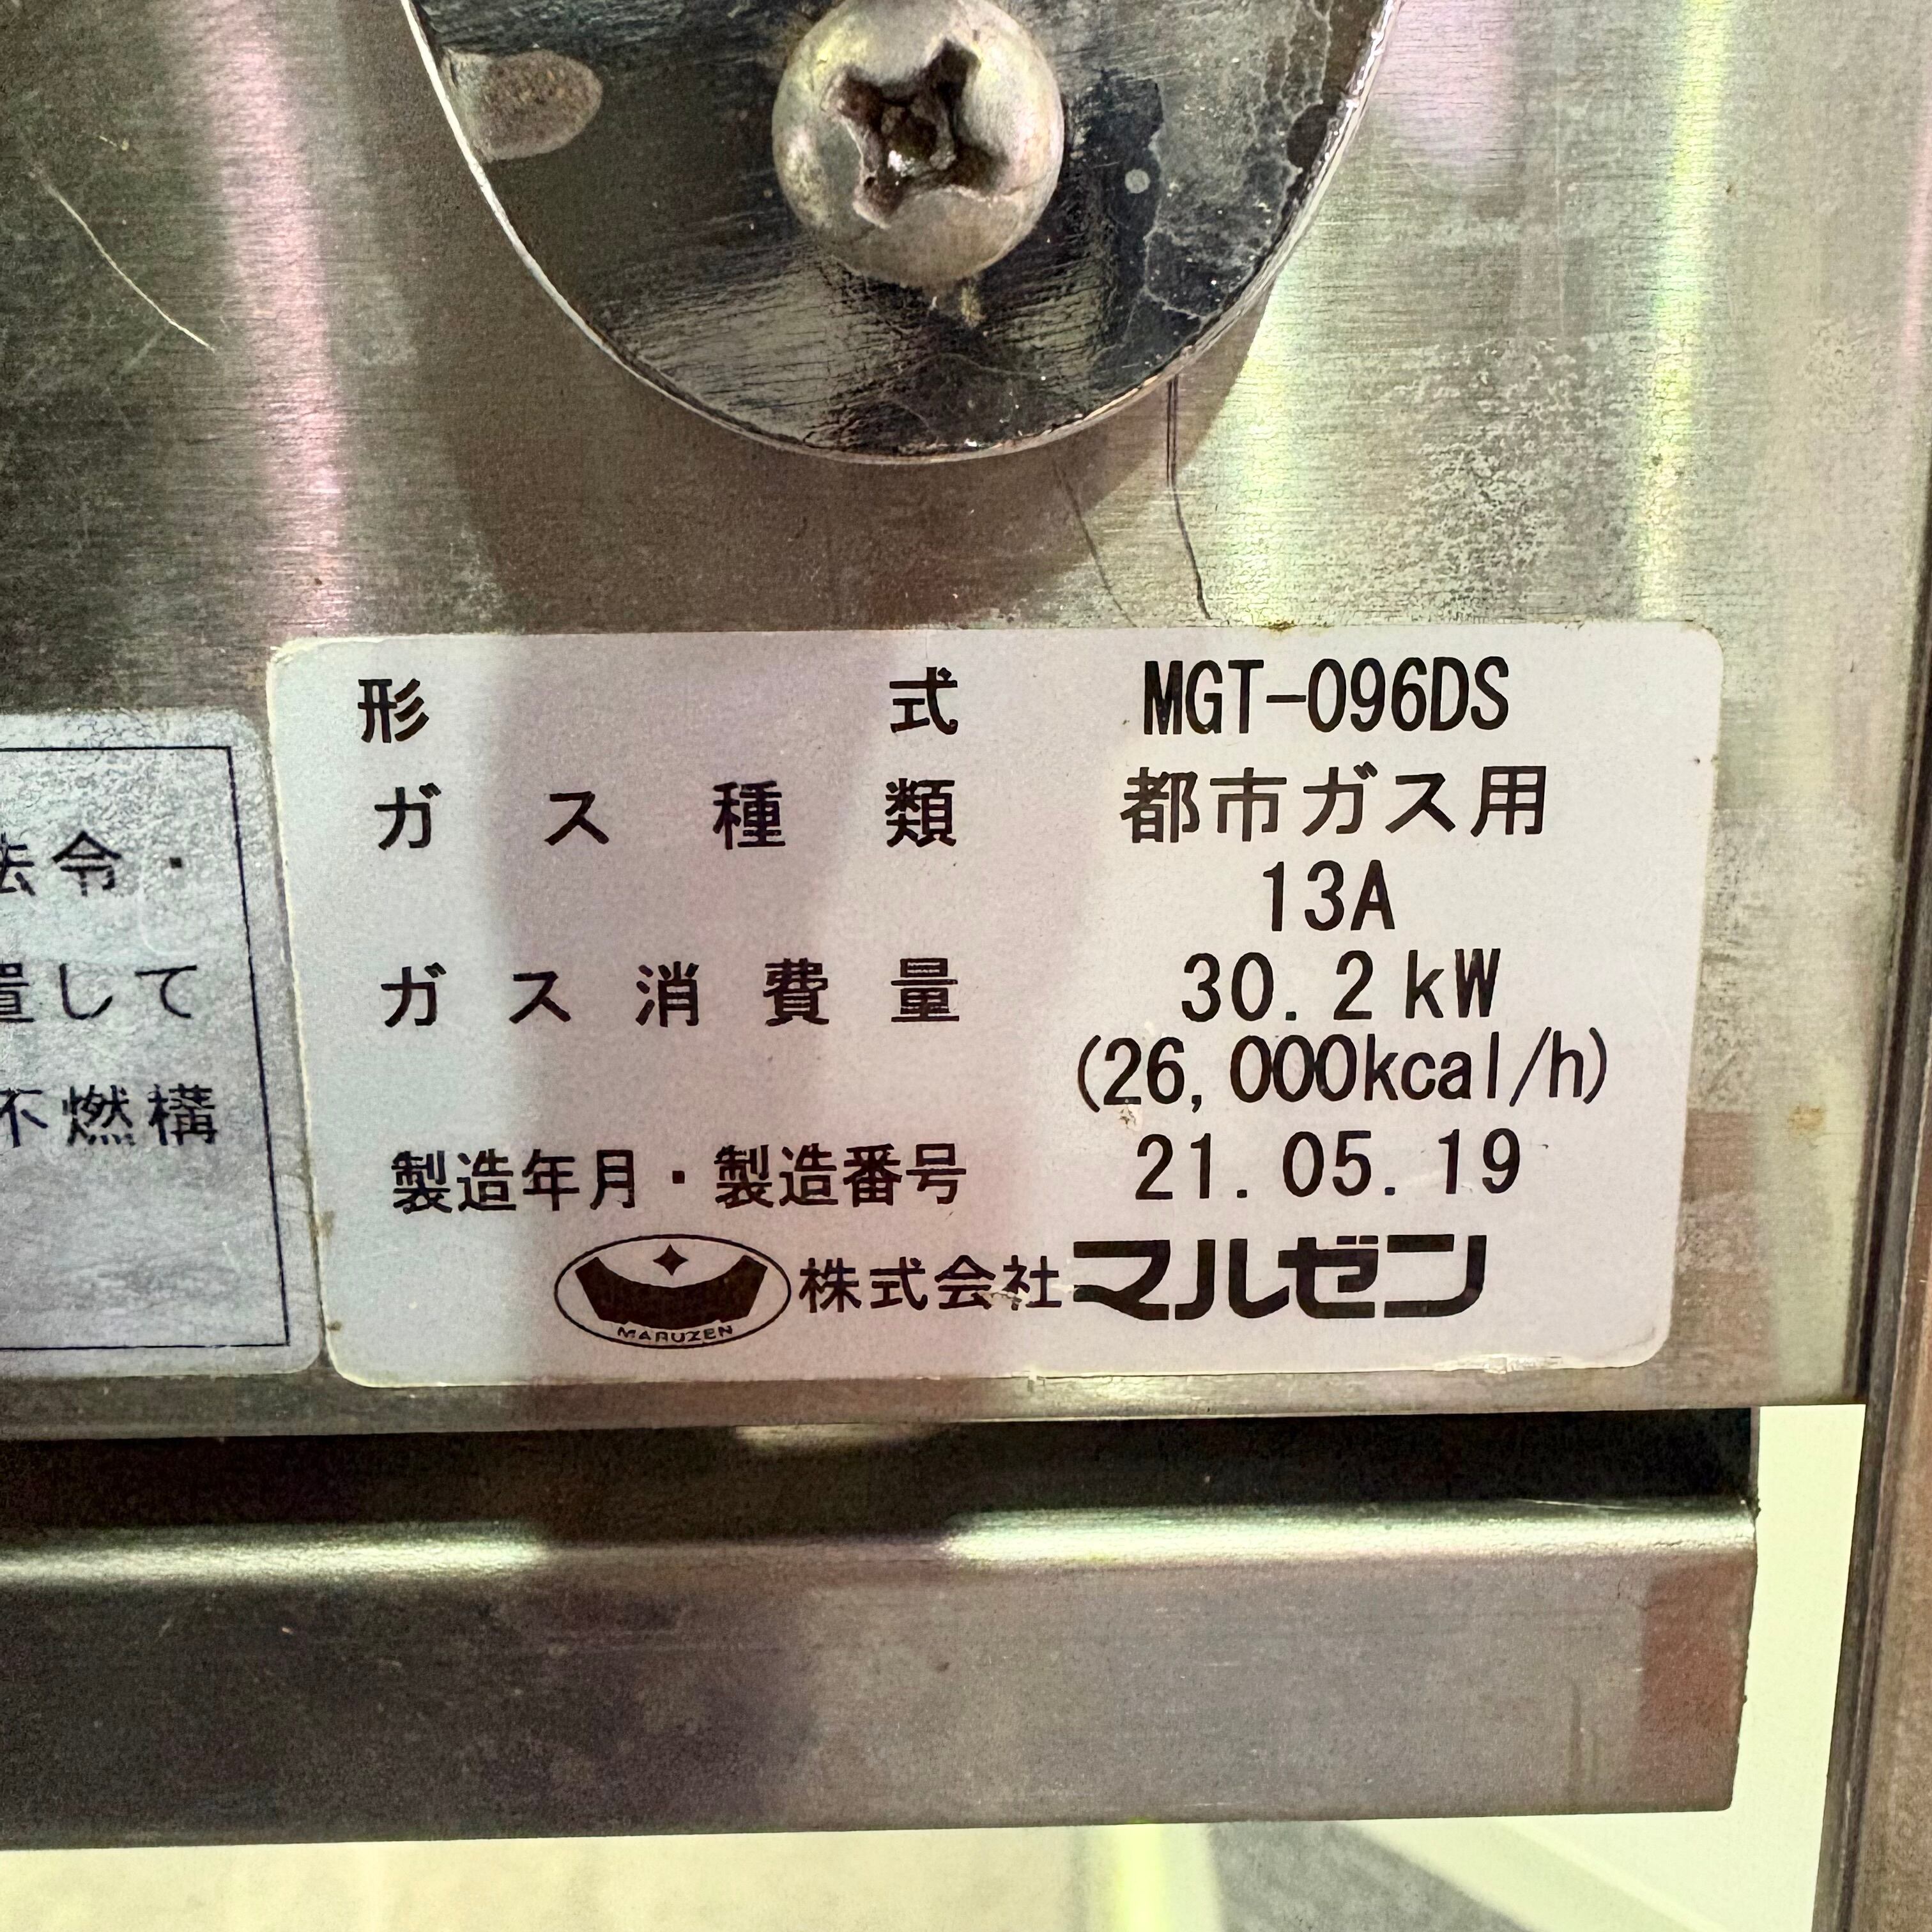 形式 MGT-096DS
ガス種類 都市ガス用
13A
ガス消費量 30.2kW
(26,000kcal/h)
製造年月・製造番号 21.05.19
MARUZEN 株式会社マルゼン
法令・
置して
不燃構